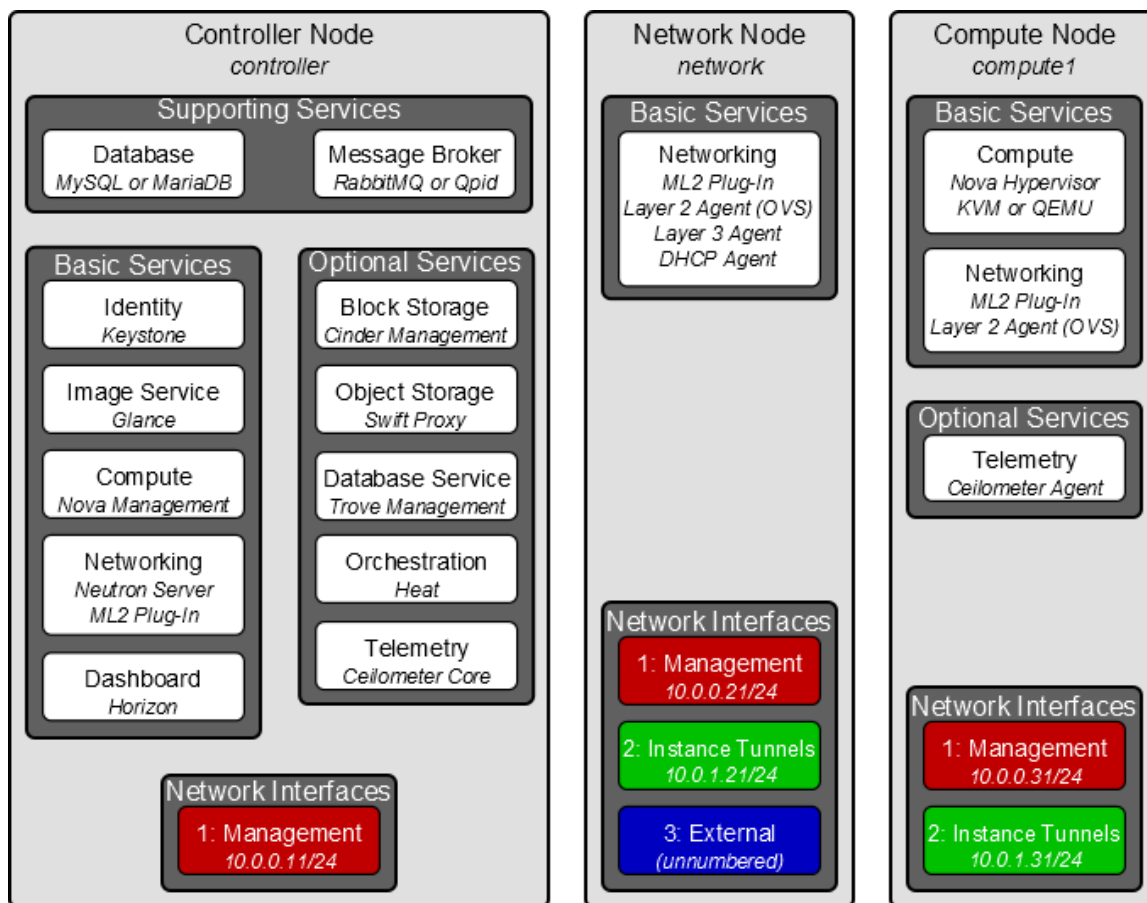 Controller Node
controller
Supporting Services
Database
MySQL or MariaDB
Message Broker
RabbitMQ or Qpid
Basic Services
Identity
Keystone
Image Service
Glance
Compute
Nova Management
Networking
Neutron Server
ML2 Plug-In
Dashboard
Horizon
Optional Services
Block Storage
Cinder Management
Object Storage
Swift Proxy
Database Service
Trove Management
Orchestration
Heat
Telemetry
Ceilometer Core
Network Interfaces
1: Management
10.0.0.11/24
Network Node
network
Basic Services
Networking
ML2 Plug-In
Layer 2 Agent (OVS)
Layer 3 Agent
DHCP Agent
Network Interfaces
1: Management
10.0.0.21/24
2: Instance Tunnels
10.0.1.21/24
3: External
(unnumbered)
Compute Node
compute1
Basic Services
Compute
Nova Hypervisor
KVM or QEMU
Networking
ML2 Plug-In
Layer 2 Agent (OVS)
Optional Services
Telemetry
Ceilometer Agent
Network Interfaces
1: Management
10.0.0.31/24
2: Instance Tunnels
10.0.1.31/24